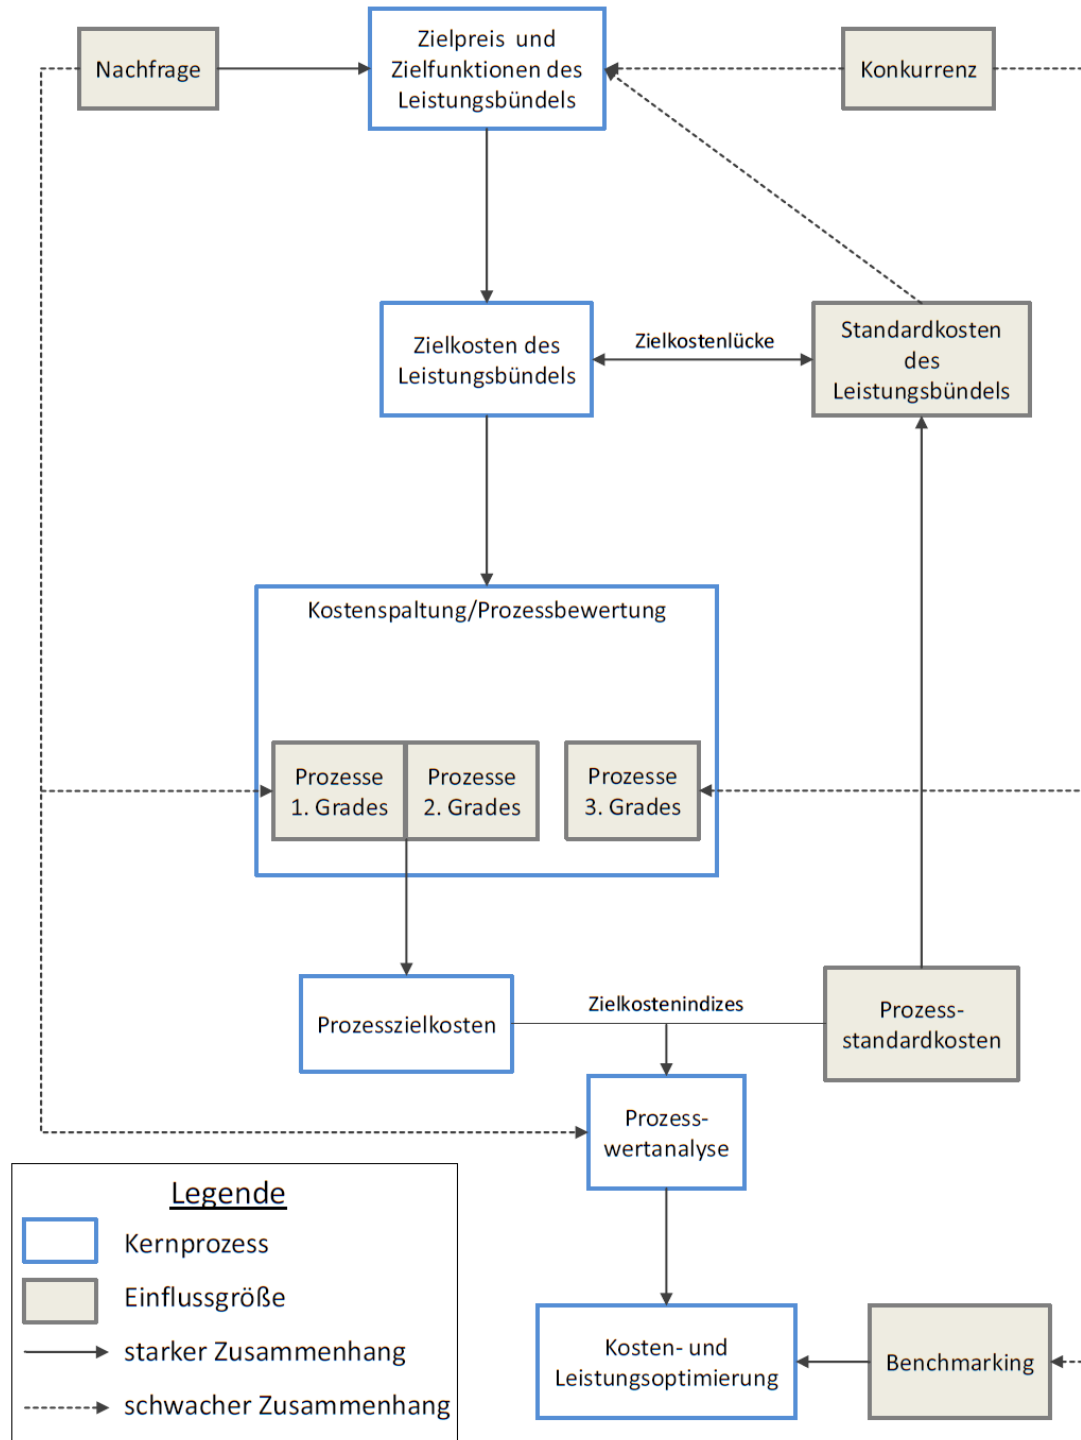 Nachfrage
Zielpreis und
Zielfunktionen des
Leistungsbündels
Konkurrenz
Zielkosten des
Leistungsbündels
Zielkostenlücke
Standardkosten
des
Leistungsbündels
Kostenspaltung/Prozessbewertung
Prozesse
1. Grades
Prozesse
2. Grades
Prozesse
3. Grades
Prozesszielkosten
Zielkostenindizes
Prozess-
standardkosten
Prozess-
wertanalyse
Legende
Kernprozess
Einflussgröße
starker Zusammenhang
schwacher Zusammenhang
Kosten- und
Leistungsoptimierung
Benchmarking